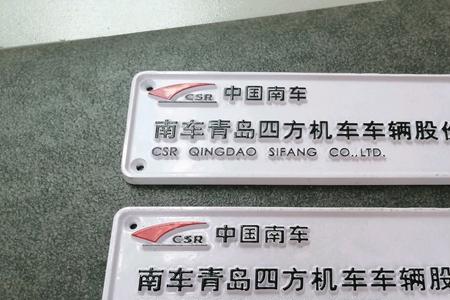 CSR 中国南车
南车青岛四方机车车辆股份
CSR QINGDAO SIFANG CO.,LTD.
CSR 中国南车
南车青岛四方机车车辆股